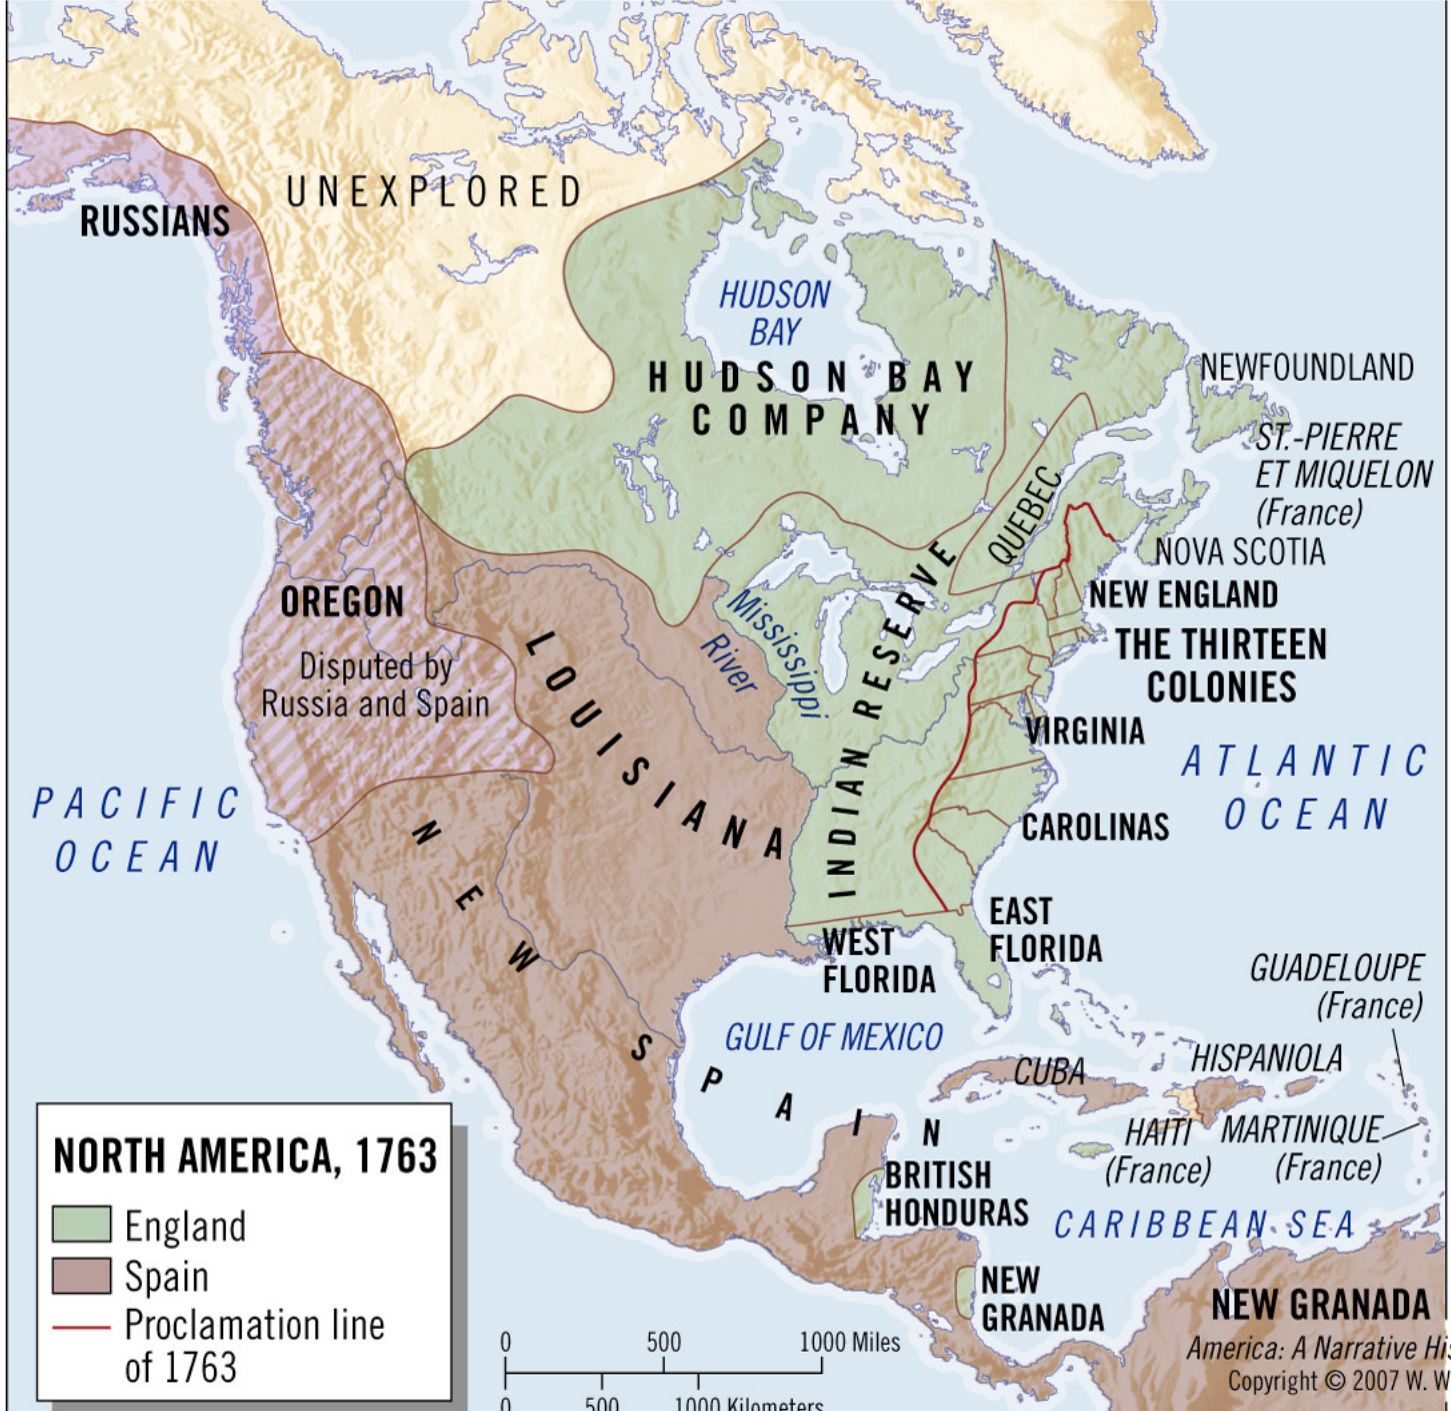 UNEXPLORED
RUSSIANS
HUDSON
BAY
HUDSON BAY
COMPANY
NEWFOUNDLAND
ST.-PIERRE
ET MIQUELON
(France)
QUEBEC
NOVA SCOTIA
OREGON
Disputed by
Russia and Spain
NEW ENGLAND
THE THIRTEEN
COLONIES
Mississippi
River
INDIAN RESERVE
LOUISIANA
VIRGINIA
ATLANTIC
OCEAN
PACIFIC
OCEAN
CAROLINAS
NEW SPAIN
EAST
FLORIDA
WEST
FLORIDA
GUADELOUPE
(France)
GULF OF MEXICO
CUBA
HISPANIOLA
HAITI
(France)
MARTINIQUE
(France)
BRITISH
HONDURAS
CARIBBEAN SEA
NEW
GRANADA
NEW GRANADA
NORTH AMERICA, 1763
England
Spain
Proclamation line
of 1763
0 500 1000 Miles
0 500 1000 Kilometers
America: A Narrative His
Copyright © 2007 W. W